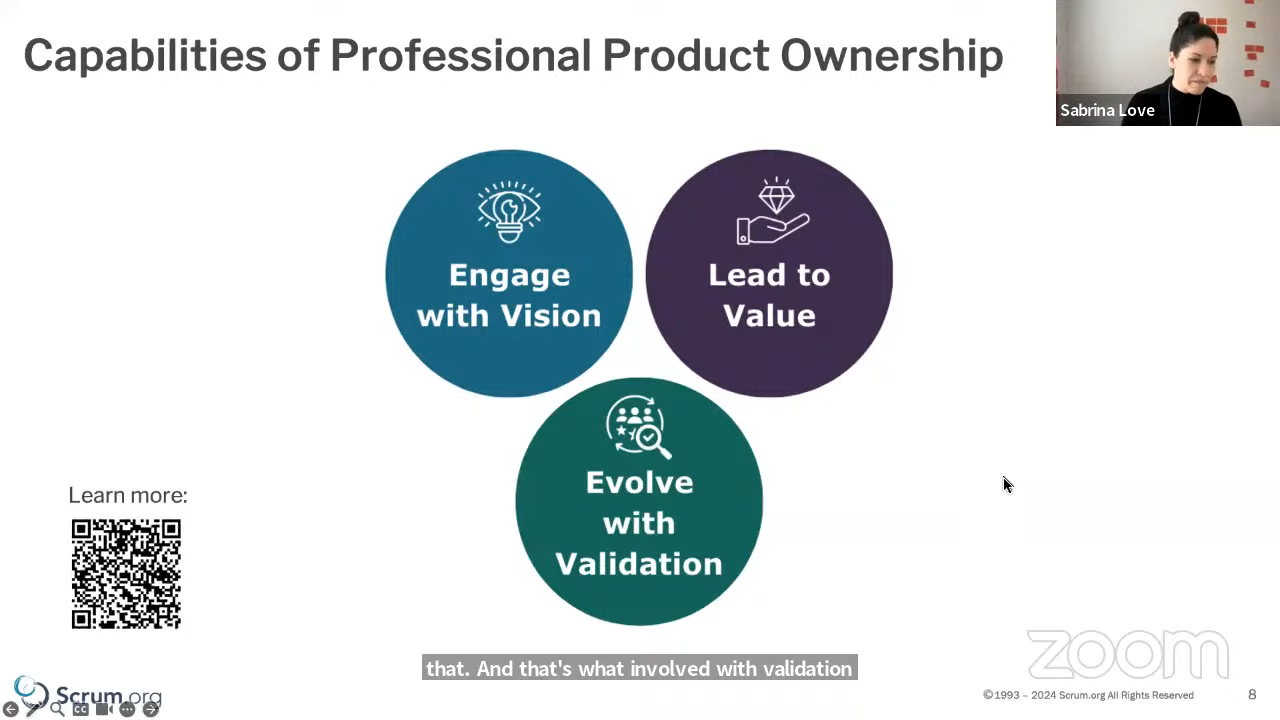 Capabilities of Professional Product Ownership
Sabrina Love
Engage
with Vision
Lead to
Value
Evolve
with
Validation
Learn more:
that. And that's what involved with validation
zoom
Scrum.org
CC
©1993 – 2024 Scrum.org All Rights Reserved
8